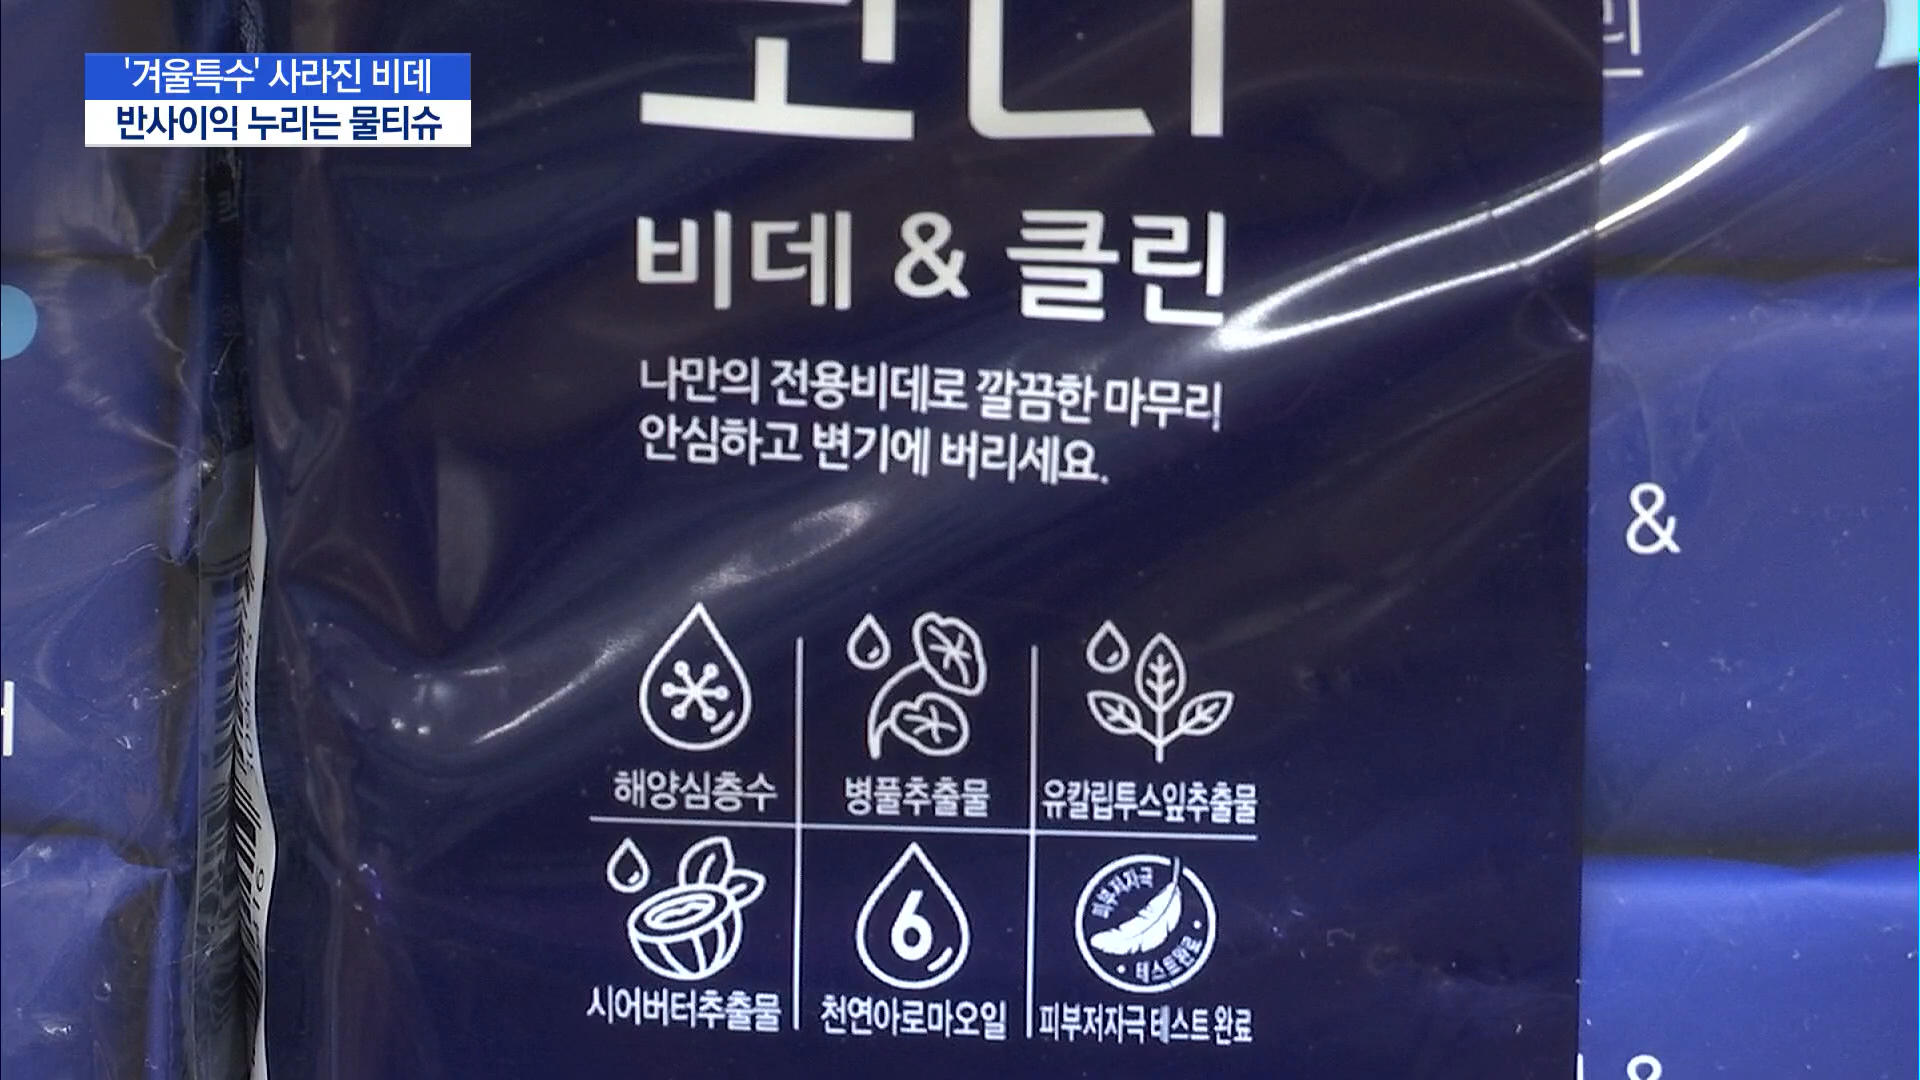 '겨울특수' 사라진 비데
반사이익 누리는 물티슈
코디
비데 & 클린
나만의 전용비데로 깔끔한 마무리
안심하고 변기에 버리세요.
해양심층수
병풀추출물
유칼립투스잎추출물
시어버터추출물
6
천연아로마오일
피부저자극
테스트완료
피부저자극 테스트 완료
&
&